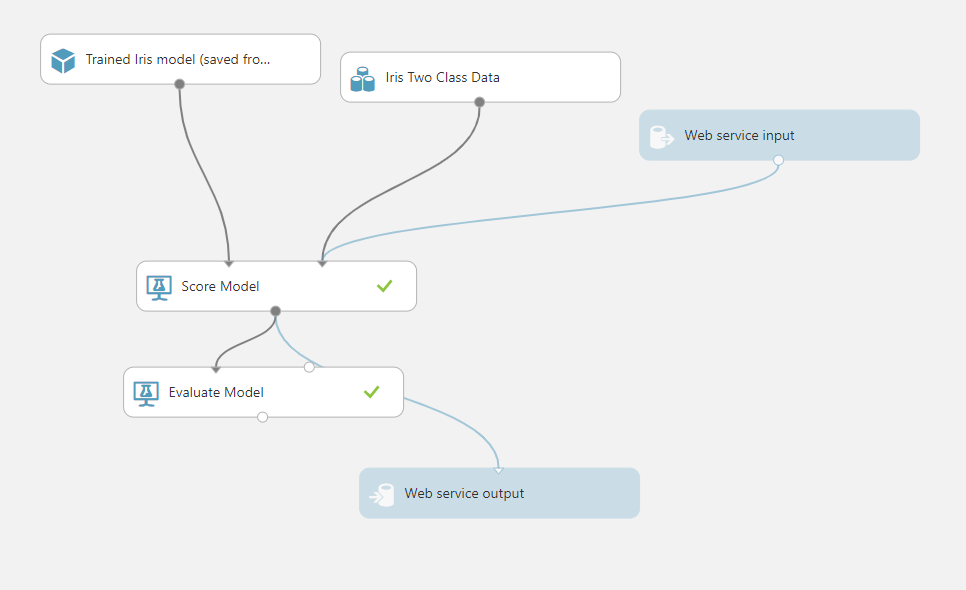 Trained Iris model (saved fro...
Iris Two Class Data
Web service input
Score Model
Evaluate Model
Web service output